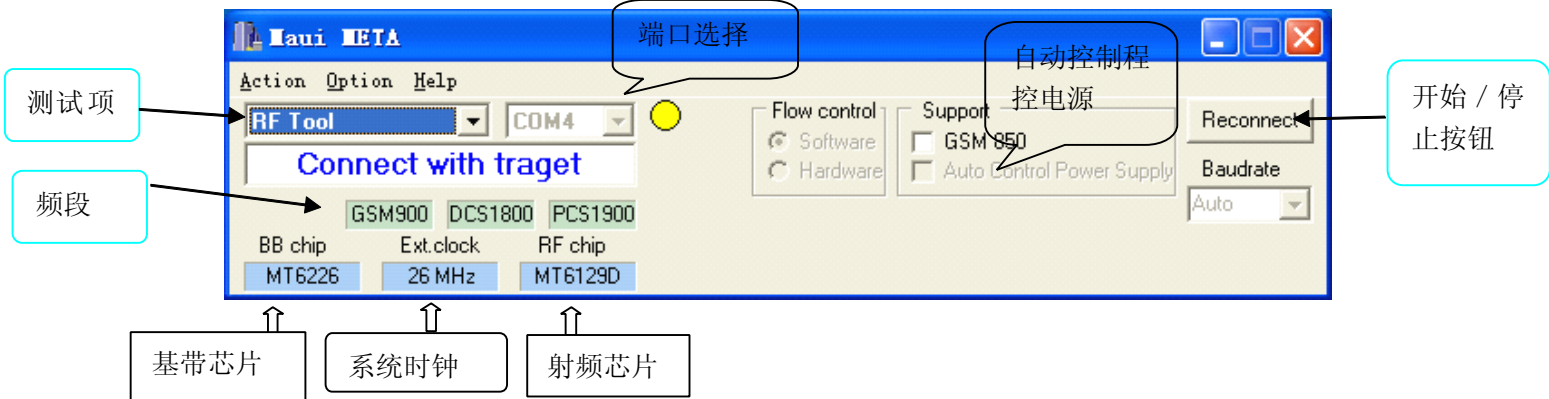 Maui META
端口选择
自动控制程
控电源
Action Option Help
测试项
RF Tool
COM4
Flow control
Support
Reconnect
开始 / 停
止按钮
Software
GSM 850
Connect with traget
Hardware
Auto Control Power Supply
Baudrate
频段
GSM900 DCS1800 PCS1900
Auto
BB chip Ext.clock RF chip
MT6226 26 MHz MT6129D
基带芯片
系统时钟
射频芯片